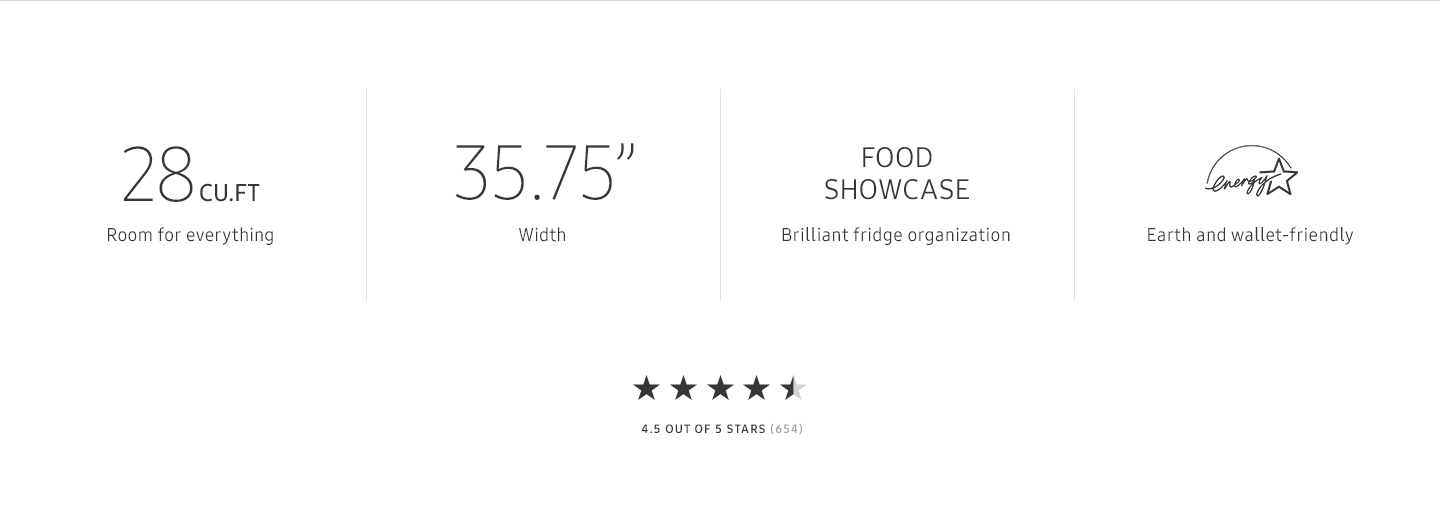 28 CU.FT
Room for everything
35.75”
Width
FOOD
SHOWCASE
Brilliant fridge organization
energy
Earth and wallet-friendly
4.5 OUT OF 5 STARS (654)